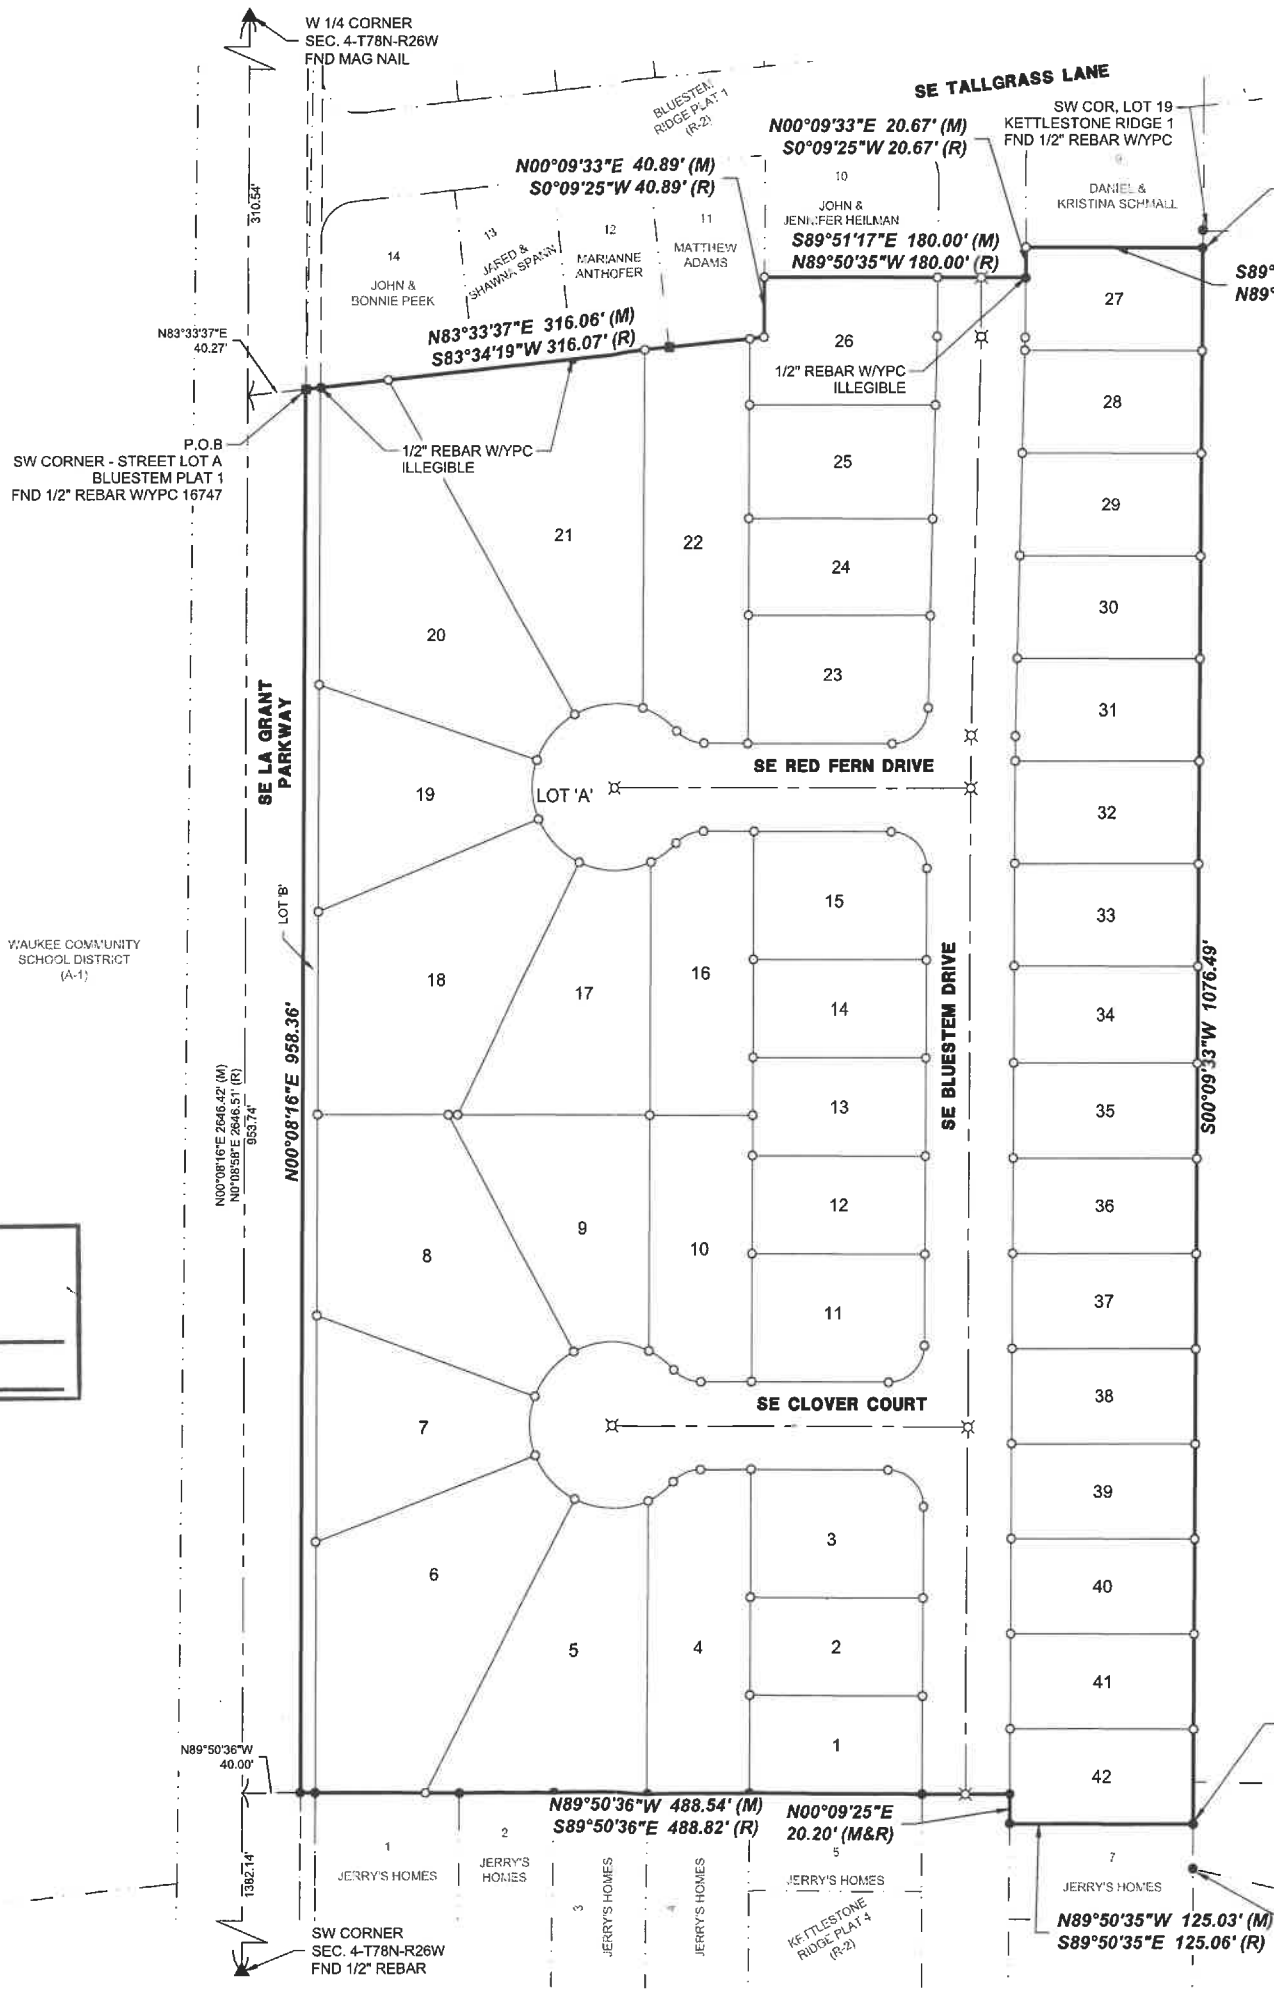 W 1/4 CORNER
SEC. 4-T78N-R26W
FND MAG NAIL
SE TALLGRASS LANE
BLUESTEM
RIDGE PLAT 1
(R-2)
SW COR, LOT 19
KETTLESTONE RIDGE 1
FND 1/2" REBAR W/YPC
N00°09'33"E 20.67' (M)
S0°09'25"W 20.67' (R)
N00°09'33"E 40.89' (M)
S0°09'25"W 40.89' (R)
310.54'
9
DANIEL &
KRISTINA SCHMALL
10
JOHN &
JENNIFER HEILMAN
S89°51'17"E 180.00' (M)
N89°50'35"W 180.00' (R)
14
JOHN &
BONNIE PEEK
13
JARED &
SHAWNA SPANN
12
MARIANNE
ANTHOFER
11
MATTHEW
ADAMS
S89°
N89°
N83°33'37"E
40.27'
N83°33'37"E 316.06' (M)
S83°34'19"W 316.07' (R)
27
26
1/2" REBAR W/YPC
ILLEGIBLE
28
P.O.B
SW CORNER - STREET LOT A
BLUESTEM PLAT 1
FND 1/2" REBAR W/YPC 16747
1/2" REBAR W/YPC
ILLEGIBLE
25
29
21
22
24
30
20
23
31
SE LA GRANT
PARKWAY
SE RED FERN DRIVE
19
LOT 'A'
32
LOT 'B'
15
33
WAUKEE COMMUNITY
SCHOOL DISTRICT
(A-1)
18
17
16
14
SE BLUESTEM DRIVE
34
N00°08'16"E 958.36'
N00°08'16"E 2646.42' (M)
N0°08'58"E 2646.51' (R)
953.74'
S00°09'33"W 1076.49'
13
35
12
36
8
9
10
11
37
38
SE CLOVER COURT
7
39
3
6
40
5
4
2
41
1
42
N89°50'36"W
40.00'
N89°50'36"W 488.54' (M)
S89°50'36"E 488.82' (R)
N00°09'25"E
20.20' (M&R)
1382.14'
1
JERRY'S HOMES
2
JERRY'S
HOMES
3
JERRY'S HOMES
4
JERRY'S HOMES
5
JERRY'S HOMES
KETTLESTONE
RIDGE PLAT 4
(R-2)
7
JERRY'S HOMES
N89°50'35"W 125.03' (M)
S89°50'35"E 125.06' (R)
SW CORNER
SEC. 4-T78N-R26W
FND 1/2" REBAR